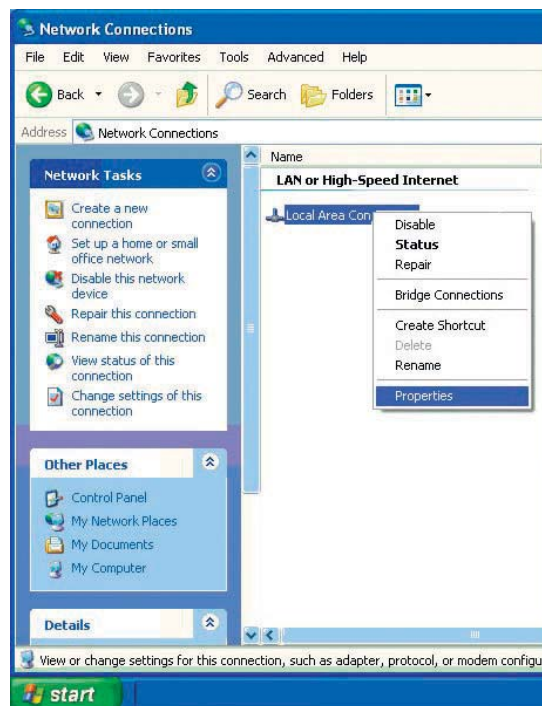 Network Connections
File Edit View Favorites Tools Advanced Help
Back Search Folders
Address Network Connections
Network Tasks
Create a new
connection
Set up a home or small
office network
Disable this network
device
Repair this connection
Rename this connection
View status of this
connection
Change settings of this
connection
Other Places
Control Panel
My Network Places
My Documents
My Computer
Details
Name
LAN or High-Speed Internet
Local Area Con
Disable
Status
Repair
Bridge Connections
Create Shortcut
Delete
Rename
Properties
View or change settings for this connection, such as adapter, protocol, or modem configu
start